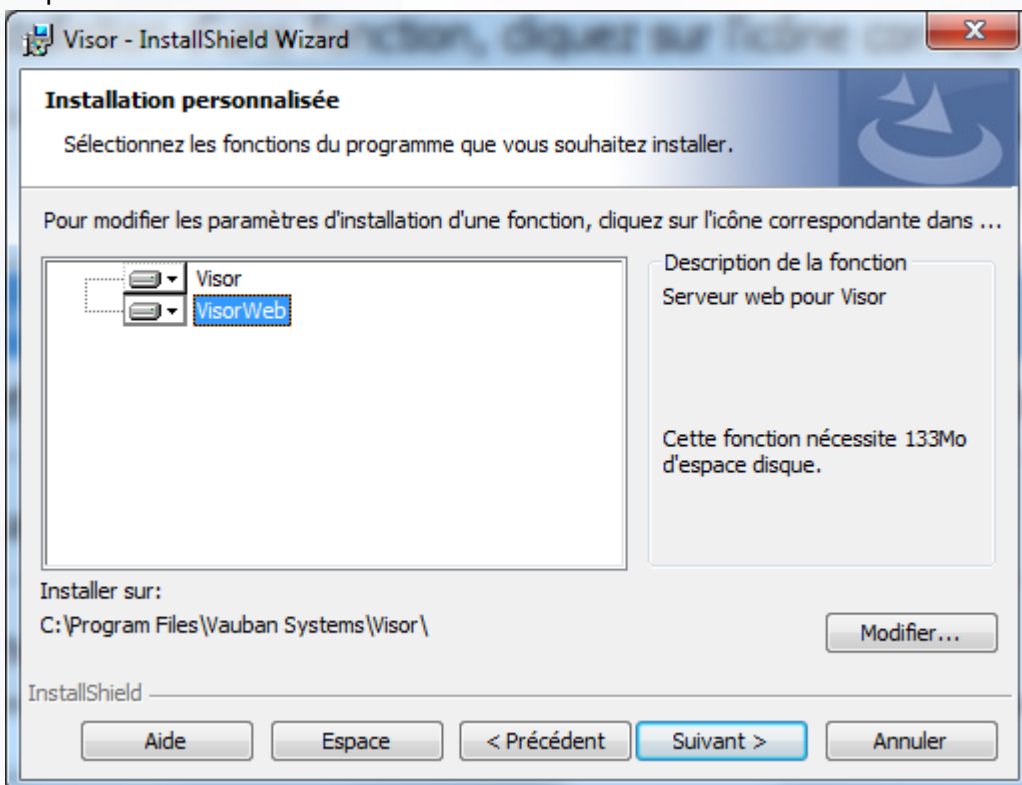 Visor - InstallShield Wizard
Installation personnalisée
Sélectionnez les fonctions du programme que vous souhaitez installer.
Pour modifier les paramètres d'installation d'une fonction, cliquez sur l'icône correspondante dans ...
Visor
VisorWeb
Description de la fonction
Serveur web pour Visor
Cette fonction nécessite 133Mo
d'espace disque.
Installer sur:
C:\Program Files\Vauban Systems\Visor\
Modifier...
InstallShield
Aide
Espace
< Précédent
Suivant >
Annuler